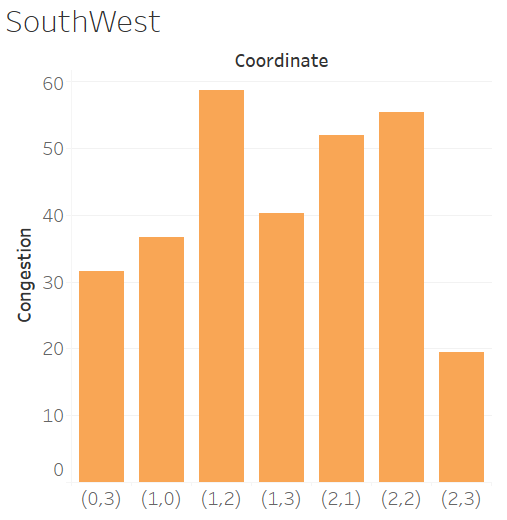 SouthWest
Coordinate
Congestion
60
50
40
30
20
10
0
(0,3) (1,0) (1,2) (1,3) (2,1) (2,2) (2,3)